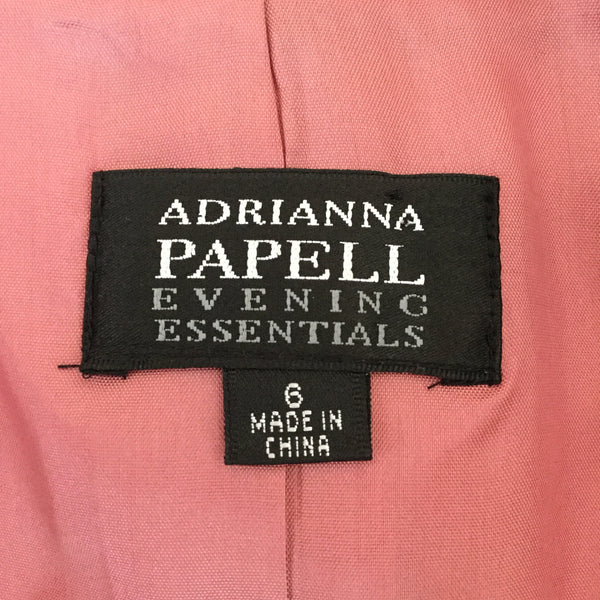 ADRIANNA
PAPELL
EVENING
ESSENTIALS
6
MADE IN
CHINA